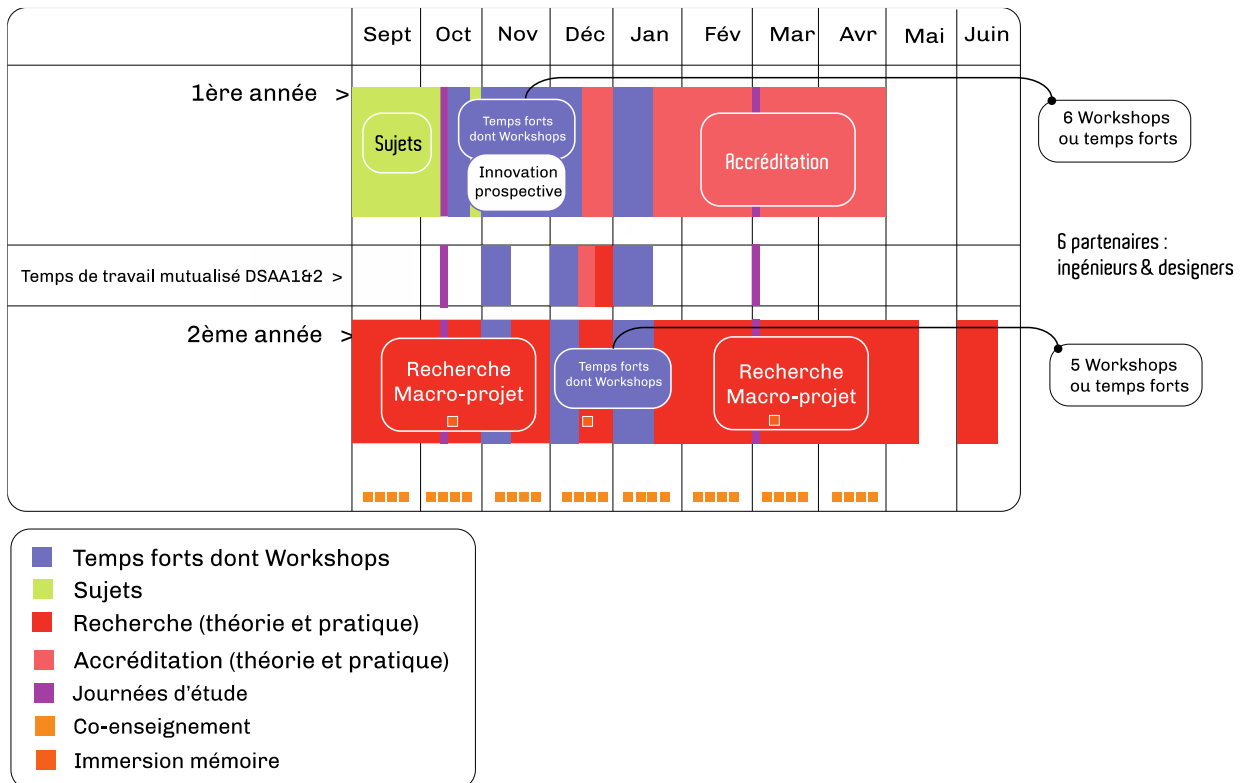 Sept Oct Nov Déc Jan Fév Mar Avr Mai Juin
1ère année >
Sujets
Temps forts
dont Workshops
Innovation
prospective
Accréditation
6 Workshops
ou temps forts
6 partenaires :
ingénieurs & designers
Temps de travail mutualisé DSAA1&2 >
2ème année >
Recherche
Macro-projet
Temps forts
dont Workshops
Recherche
Macro-projet
5 Workshops
ou temps forts
Temps forts dont Workshops
Sujets
Recherche (théorie et pratique)
Accréditation (théorie et pratique)
Journées d'étude
Co-enseignement
Immersion mémoire